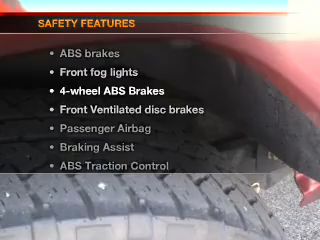 SAFETY FEATURES
• ABS brakes
• Front fog lights
• 4-wheel ABS Brakes
• Front Ventilated disc brakes
• Passenger Airbag
• Braking Assist
• ABS Traction Control